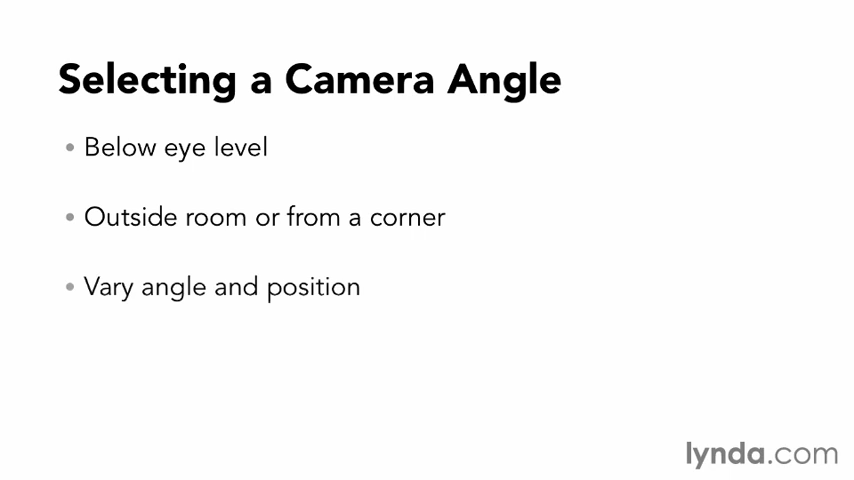 Selecting a Camera Angle
• Below eye level
• Outside room or from a corner
• Vary angle and position
lynda.com